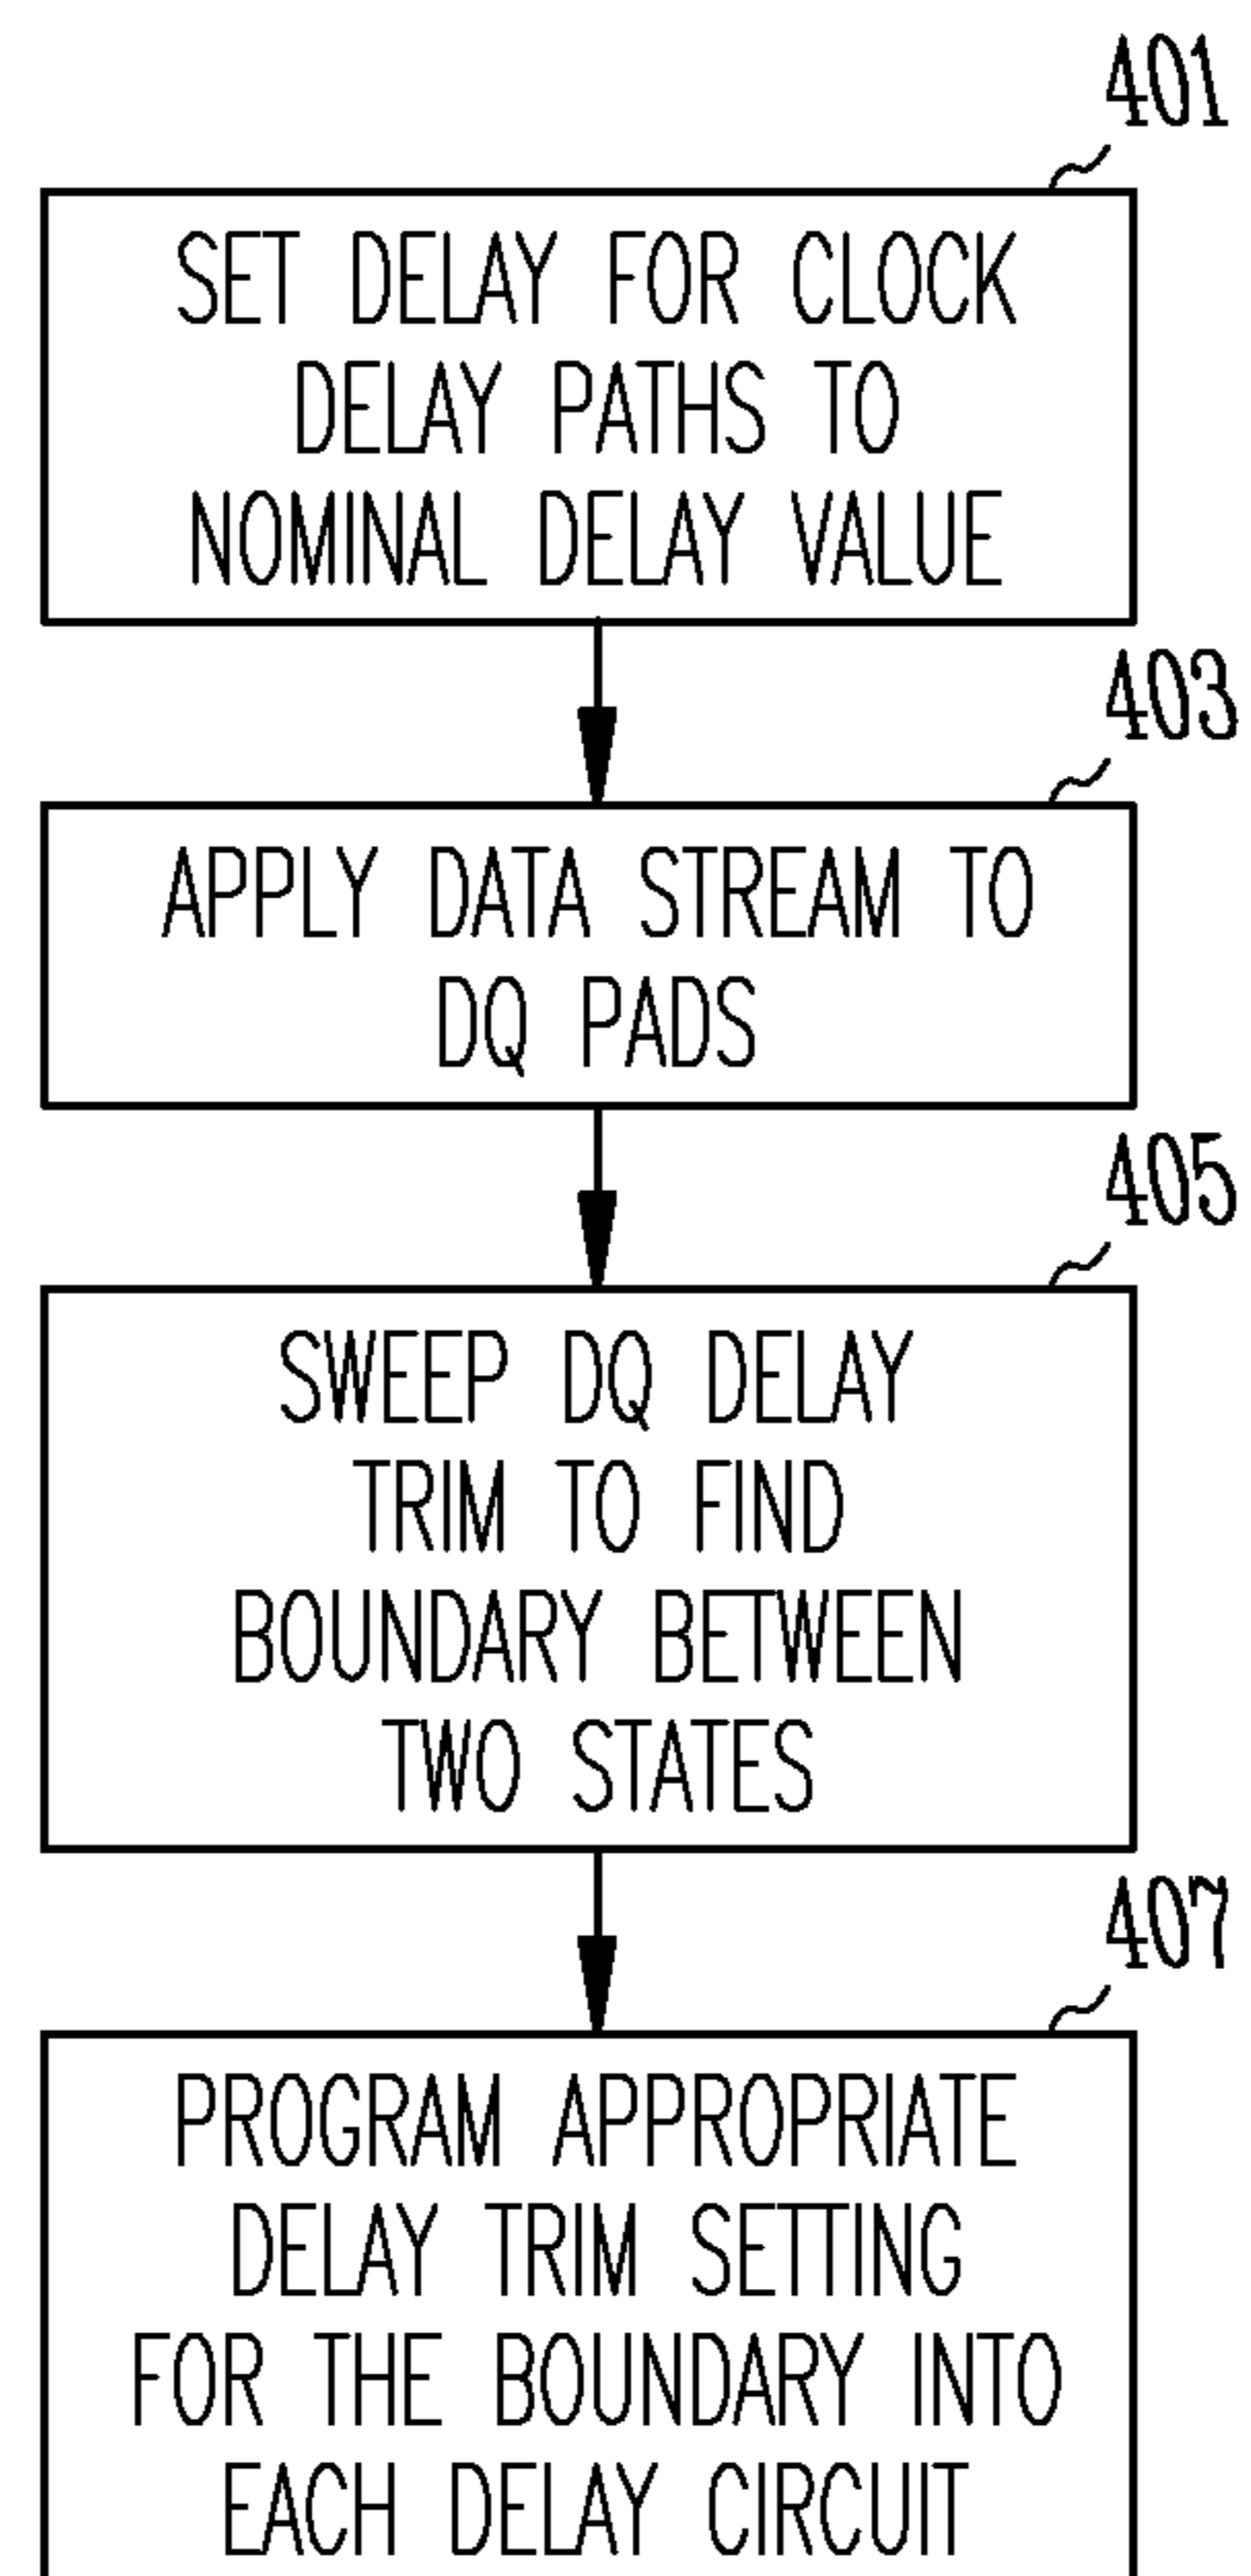 401
SET DELAY FOR CLOCK
DELAY PATHS TO
NOMINAL DELAY VALUE
403
APPLY DATA STREAM TO
DQ PADS
405
SWEEP DQ DELAY
TRIM TO FIND
BOUNDARY BETWEEN
TWO STATES
407
PROGRAM APPROPRIATE
DELAY TRIM SETTING
FOR THE BOUNDARY INTO
EACH DELAY CIRCUIT